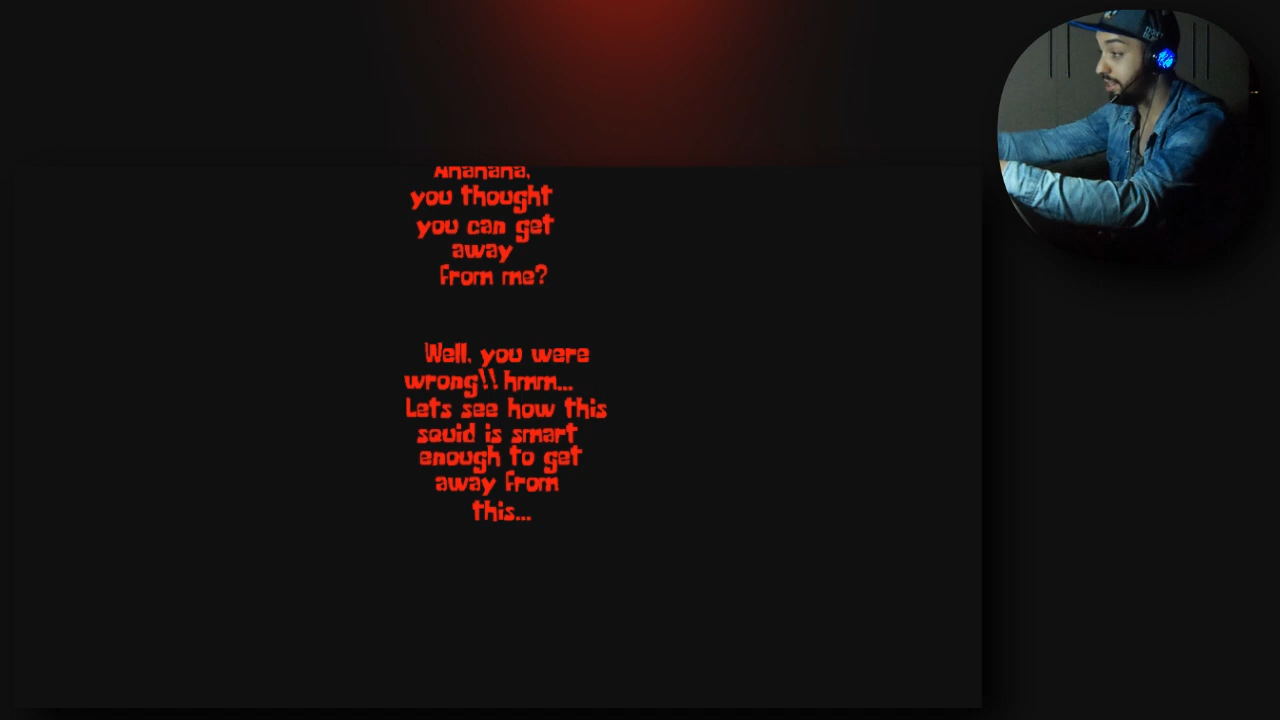 Ahahaha,
you thought
you can get
away
from me?
Well, you were
wrong!! hmm...
Lets see how this
squid is smart
enough to get
away from
this...